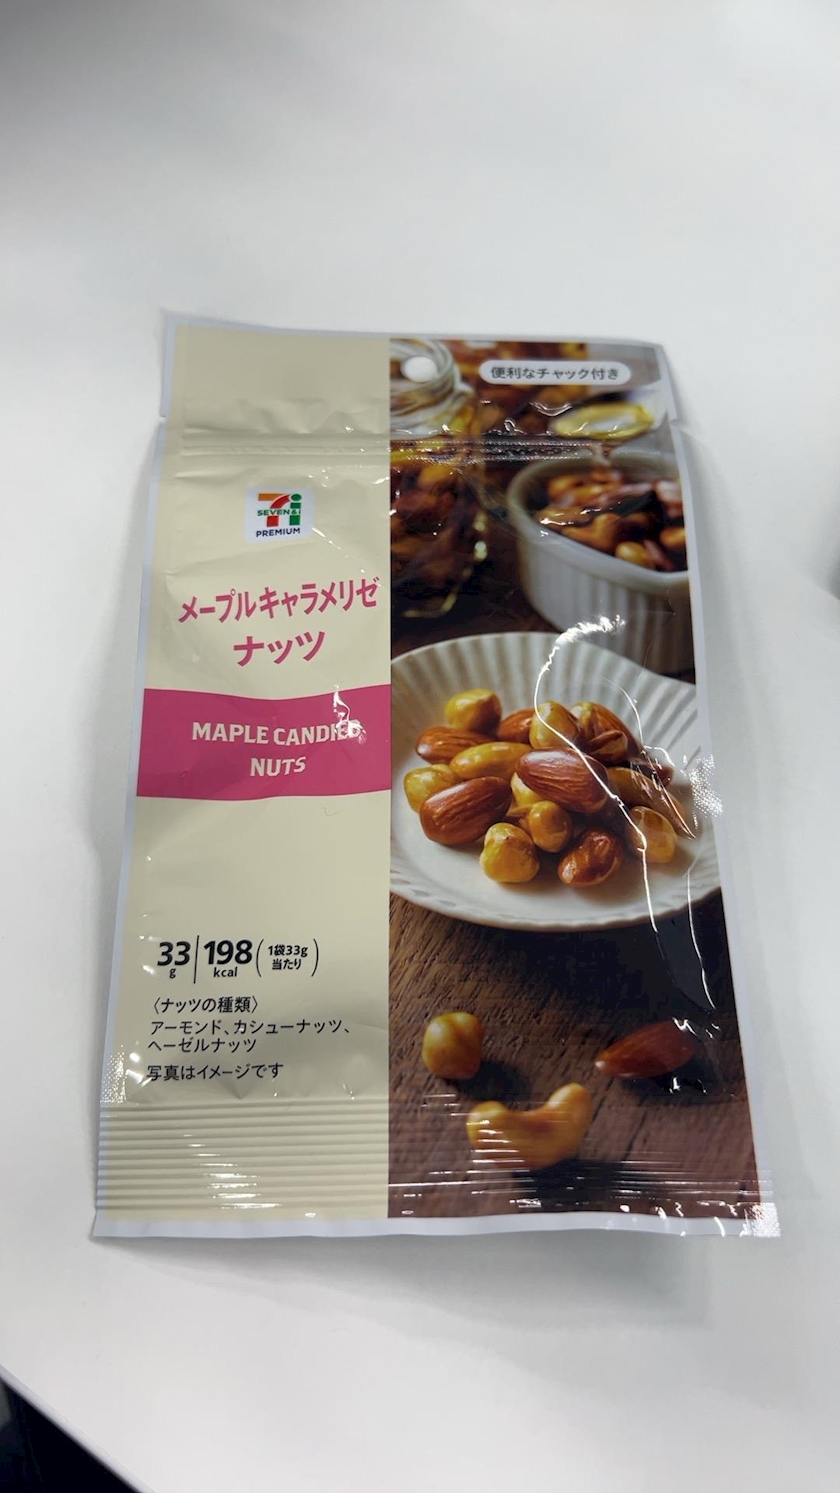 便利なチャック付き
SEVEN & i
PREMIUM
メープルキャラメリゼ
ナッツ
MAPLE CANDIED
NUTS
33g 198kcal (1袋33g当たり)
〈ナッツの種類〉
アーモンド、カシューナッツ、
ヘーゼルナッツ
写真はイメージです